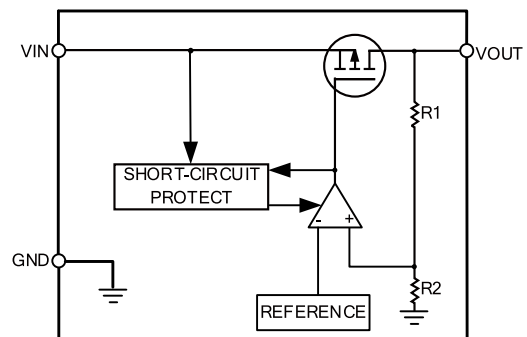 VIN
VOUT
R1
SHORT-CIRCUIT
PROTECT
- +
GND
R2
REFERENCE